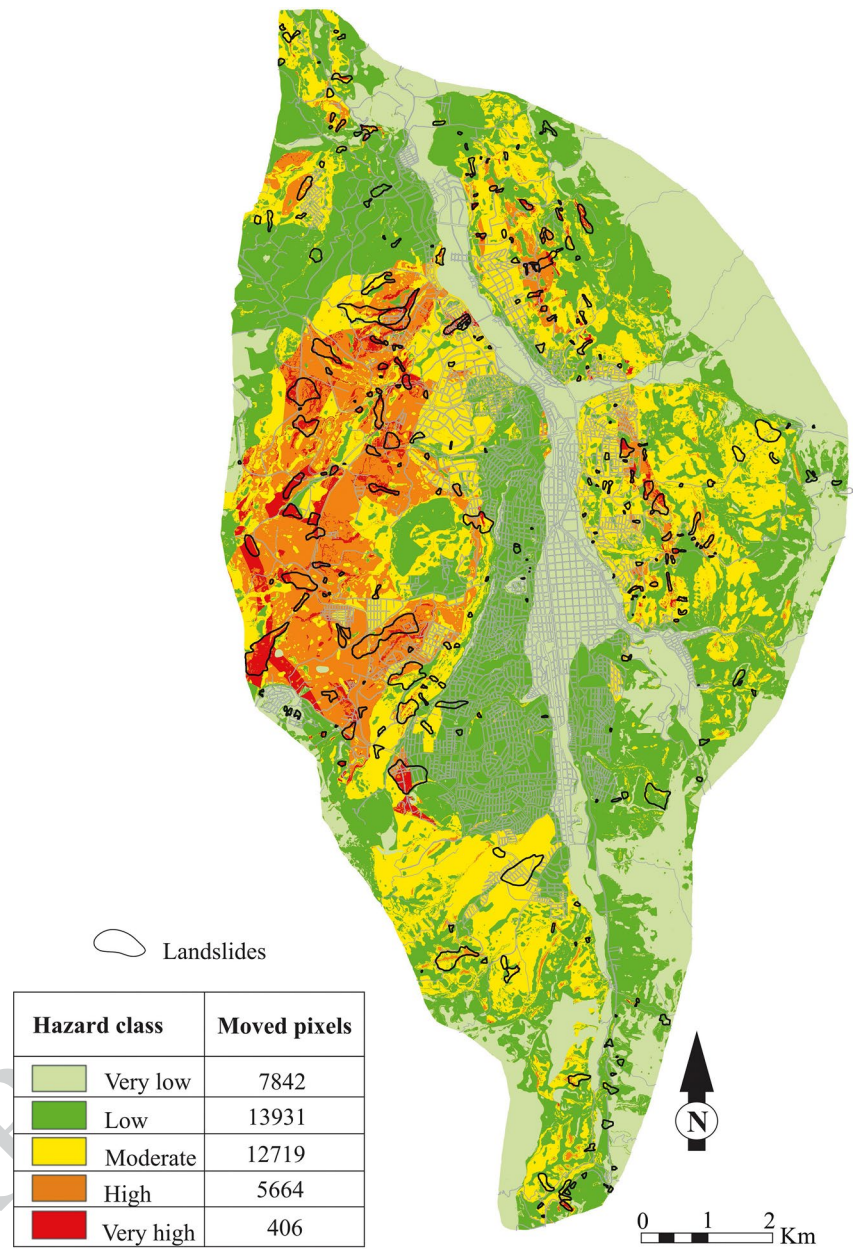 Landslides
Hazard class Moved pixels
Very low 7842
Low 13931
Moderate 12719
High 5664
Very high 406
N
0 1 2 Km